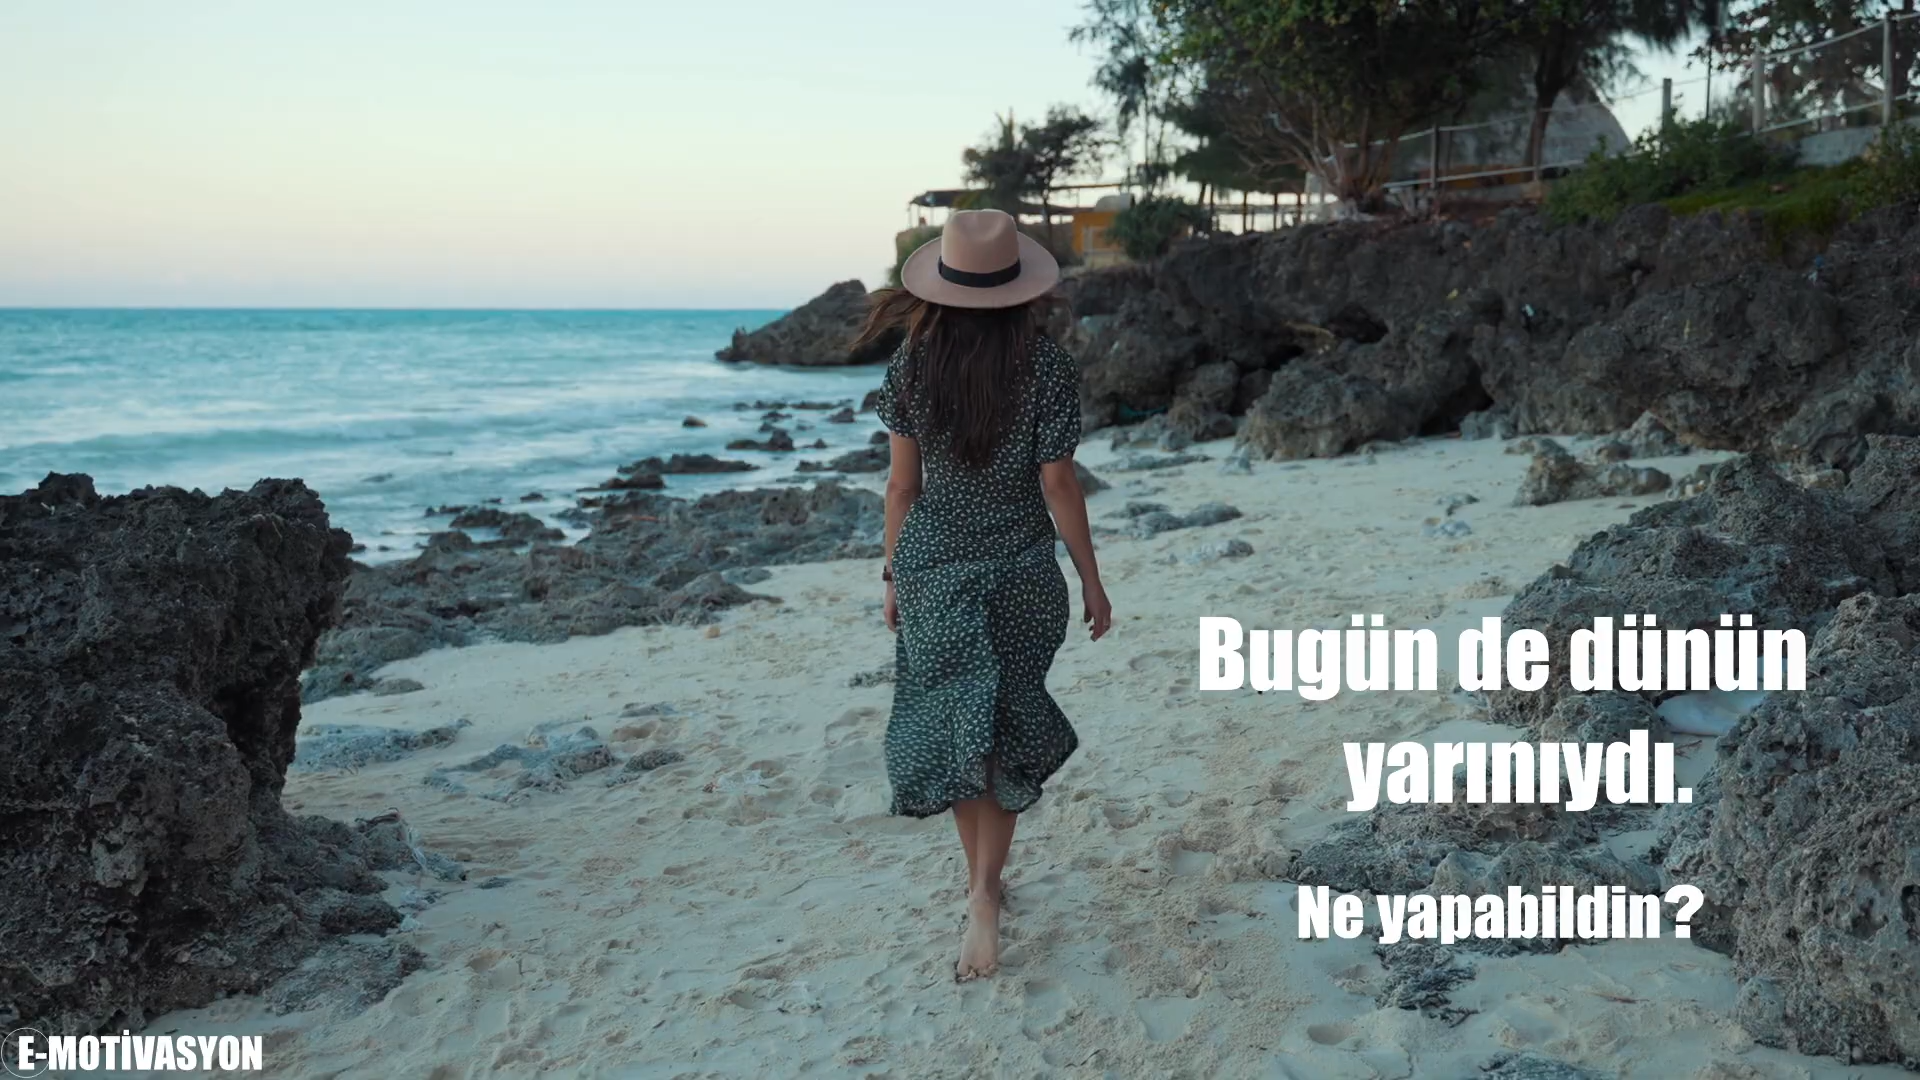 Bugün de dünün
yarınıydı.
Ne yapabildin?
E-MOTİVASYON